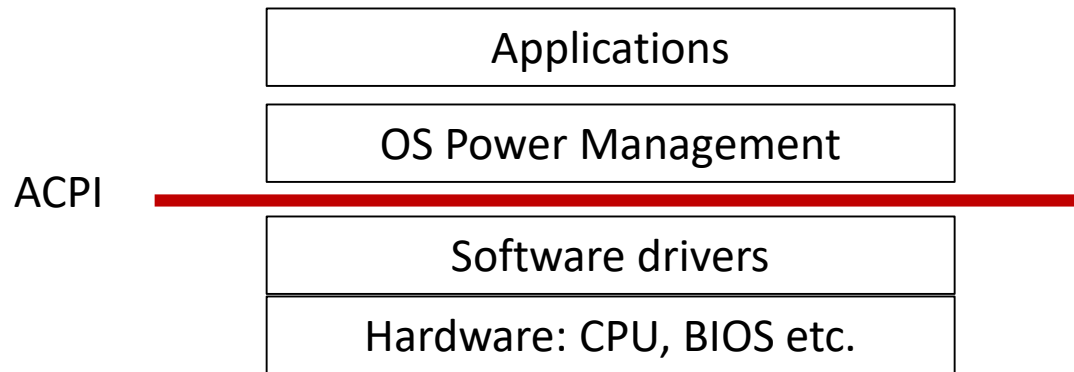 Applications
OS Power Management
ACPI
Software drivers
Hardware: CPU, BIOS etc.